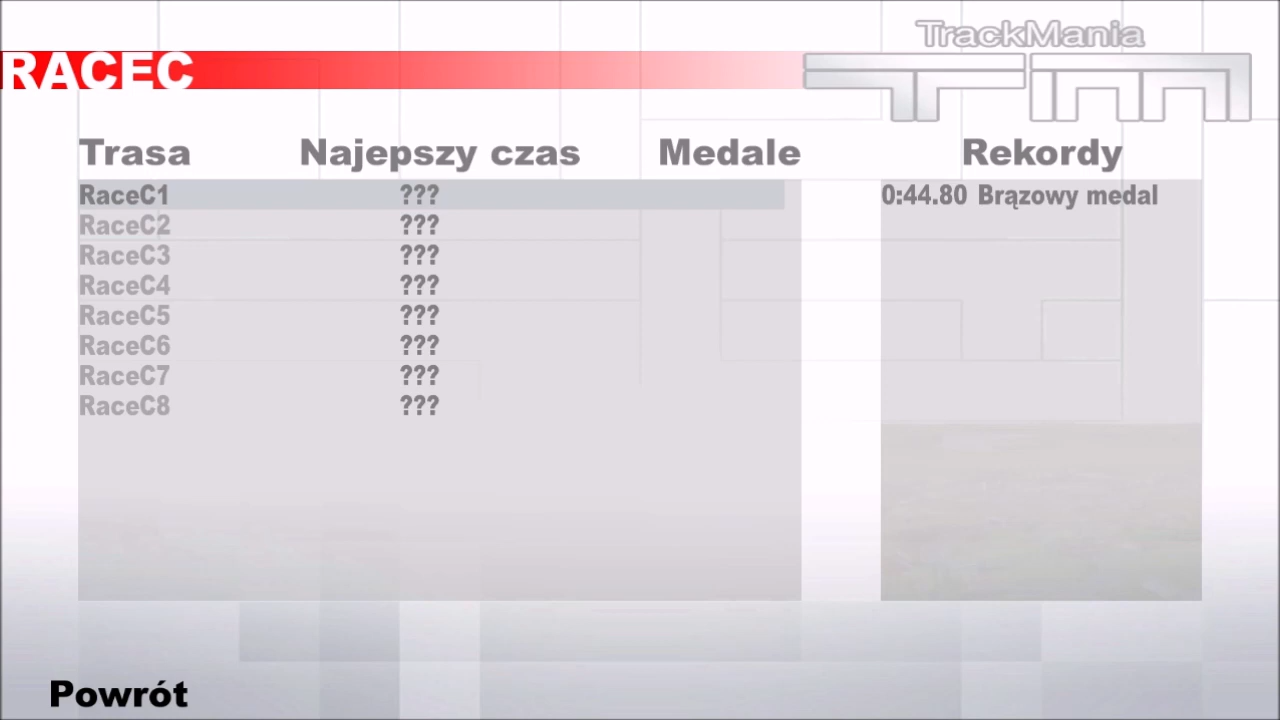 TrackMania
TM
RACEC
Trasa Najepszy czas Medale Rekordy
RaceC1 ??? 0:44.80 Brązowy medal
RaceC2 ???
RaceC3 ???
RaceC4 ???
RaceC5 ???
RaceC6 ???
RaceC7 ???
RaceC8 ???
Powrót